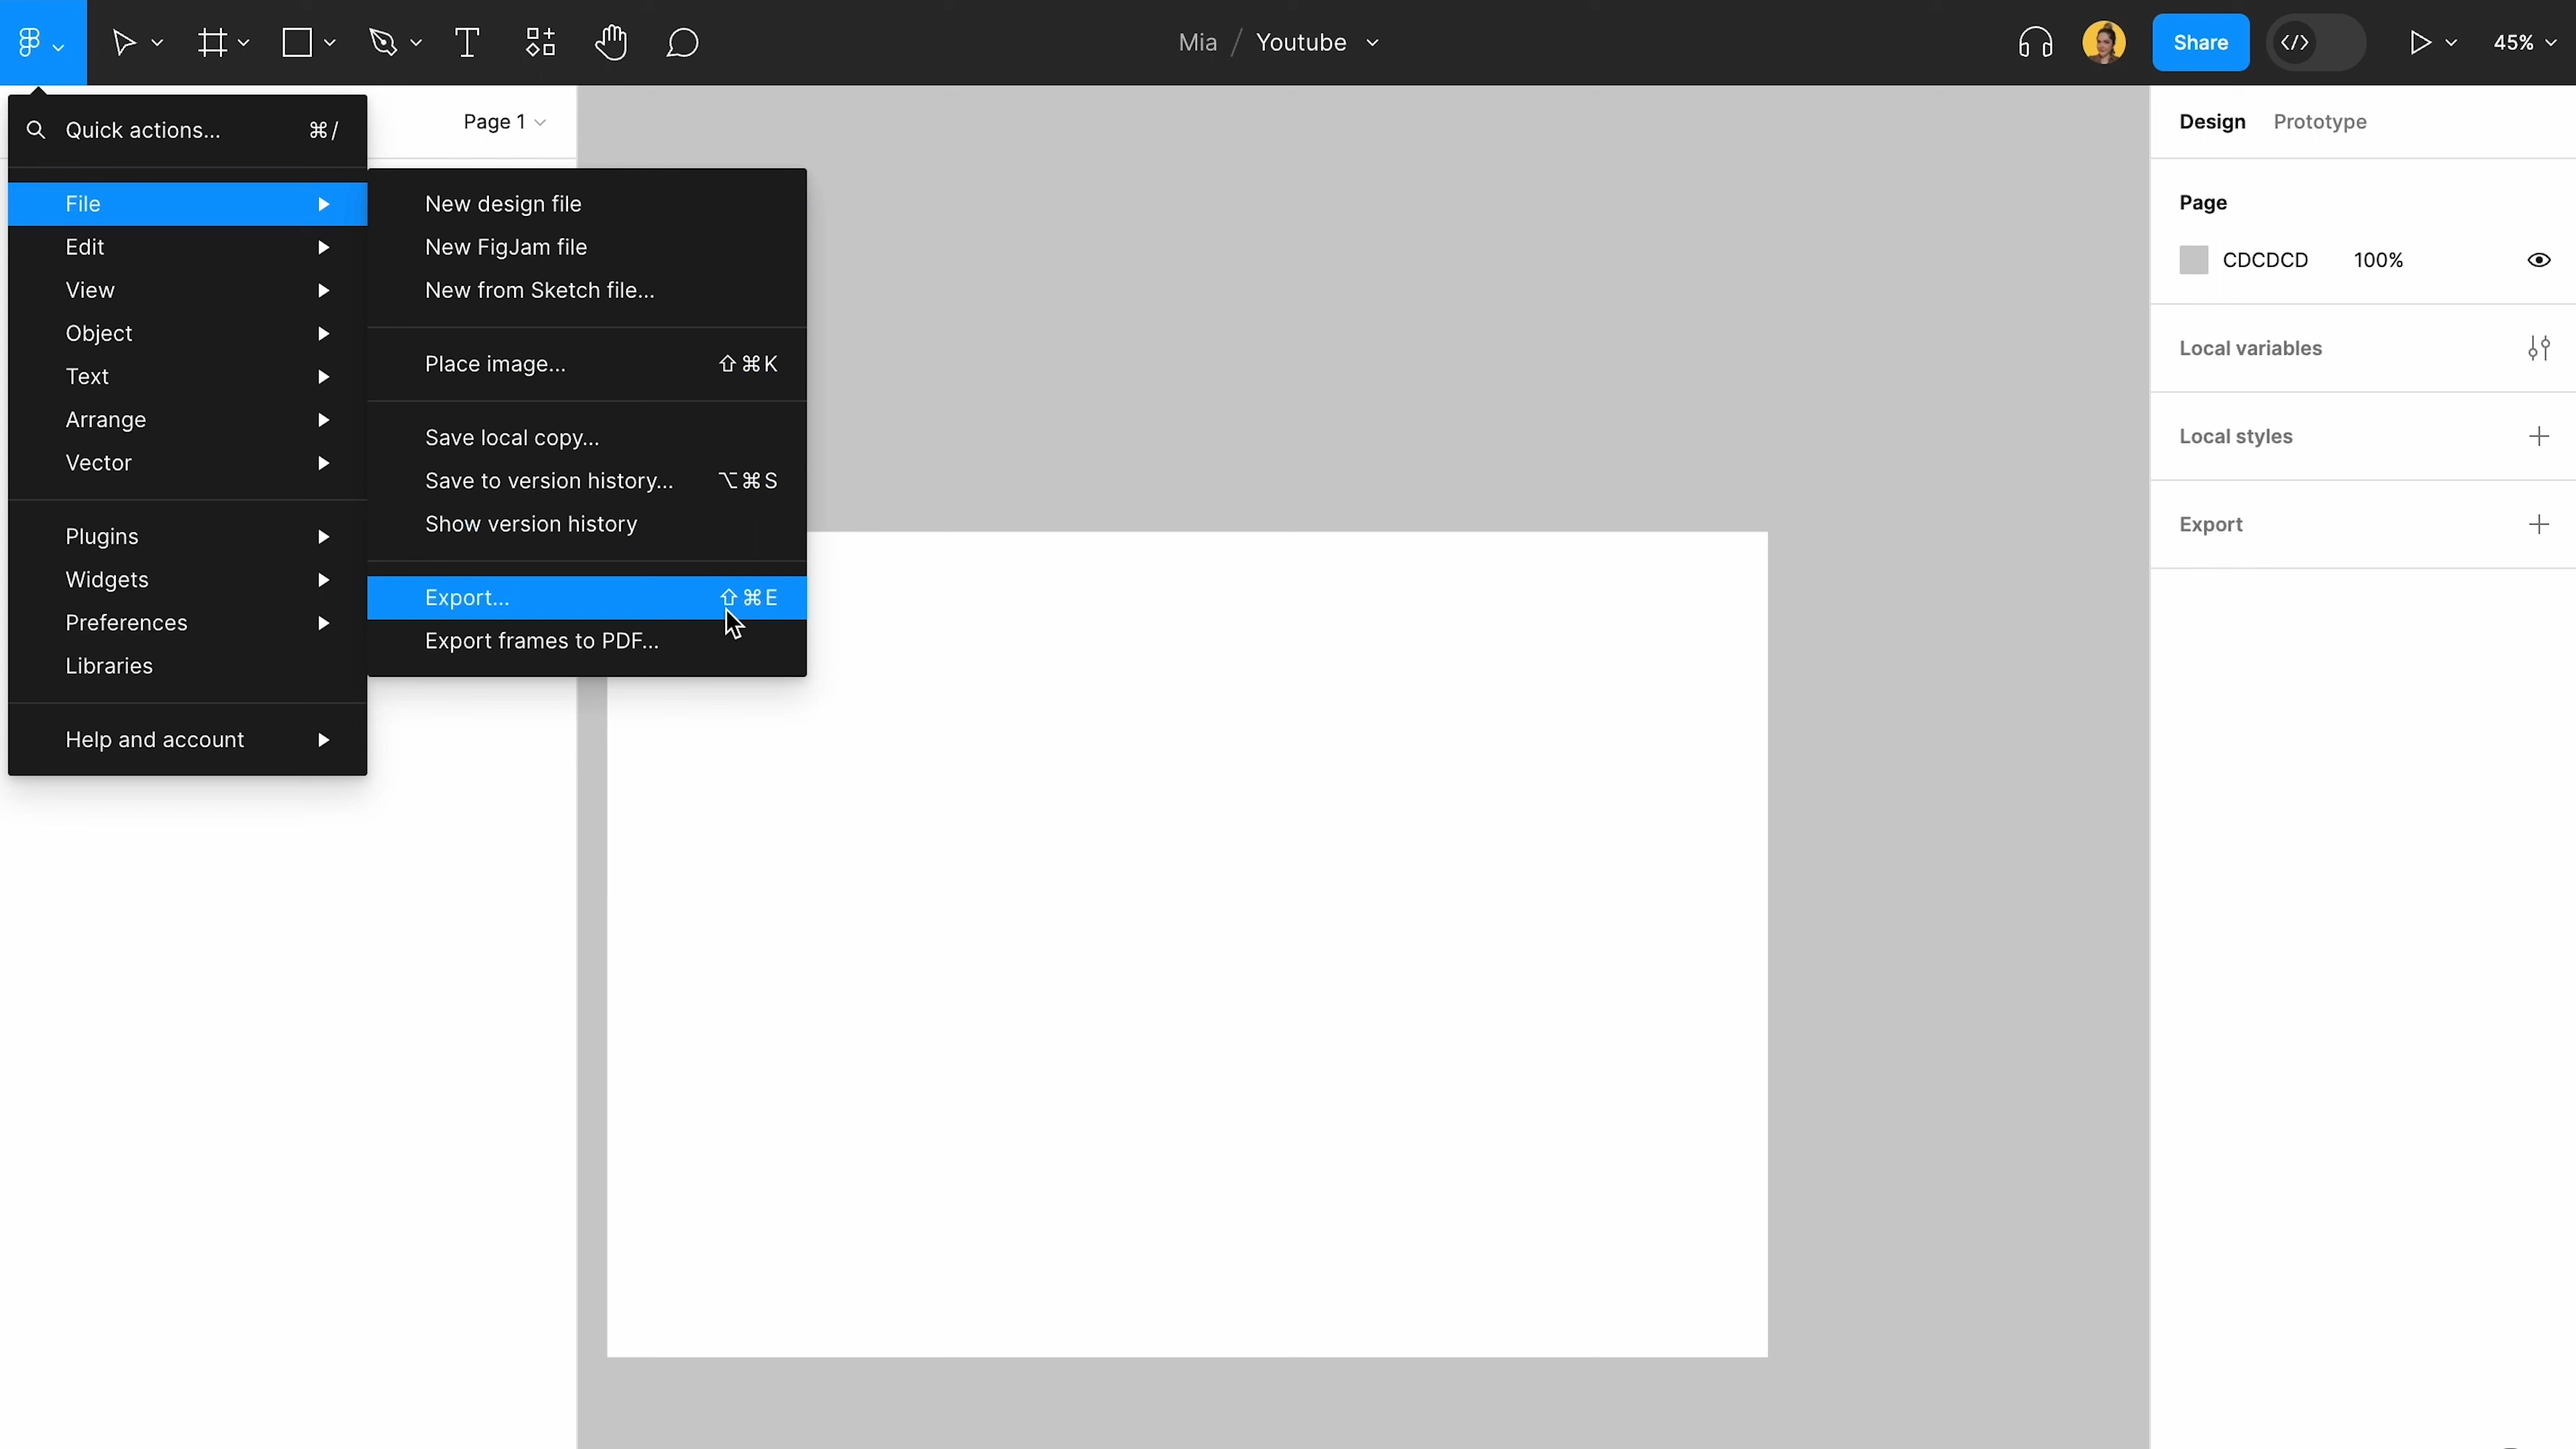 Mia / Youtube
Share
45%
Quick actions... ⌘/
File
Edit
View
Object
Text
Arrange
Vector
Plugins
Widgets
Preferences
Libraries
Help and account
Page 1
New design file
New FigJam file
New from Sketch file...
Place image... ⇧⌘K
Save local copy...
Save to version history... ⌥⌘S
Show version history
Export... ⇧⌘E
Export frames to PDF...
Design Prototype
Page
CDCDCD 100%
Local variables
Local styles
Export